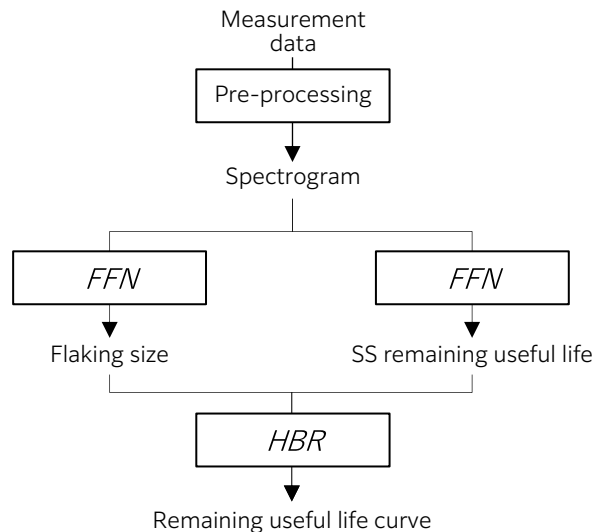 Measurement
data
Pre-processing
Spectrogram
FFN
FFN
Flaking size
SS remaining useful life
HBR
Remaining useful life curve